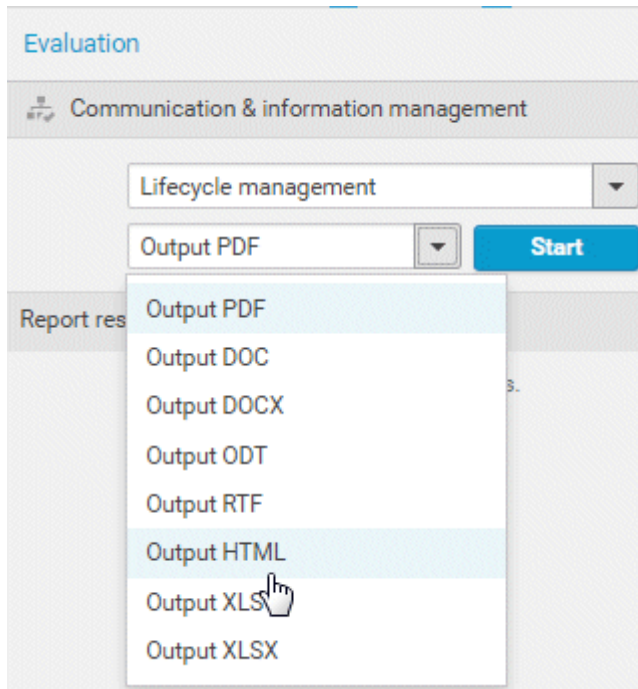 Evaluation
Communication & information management
Lifecycle management
Output PDF
Start
Output PDF
Report res
Output DOC
s.
Output DOCX
Output ODT
Output RTF
Output HTML
Output XLS
Output XLSX